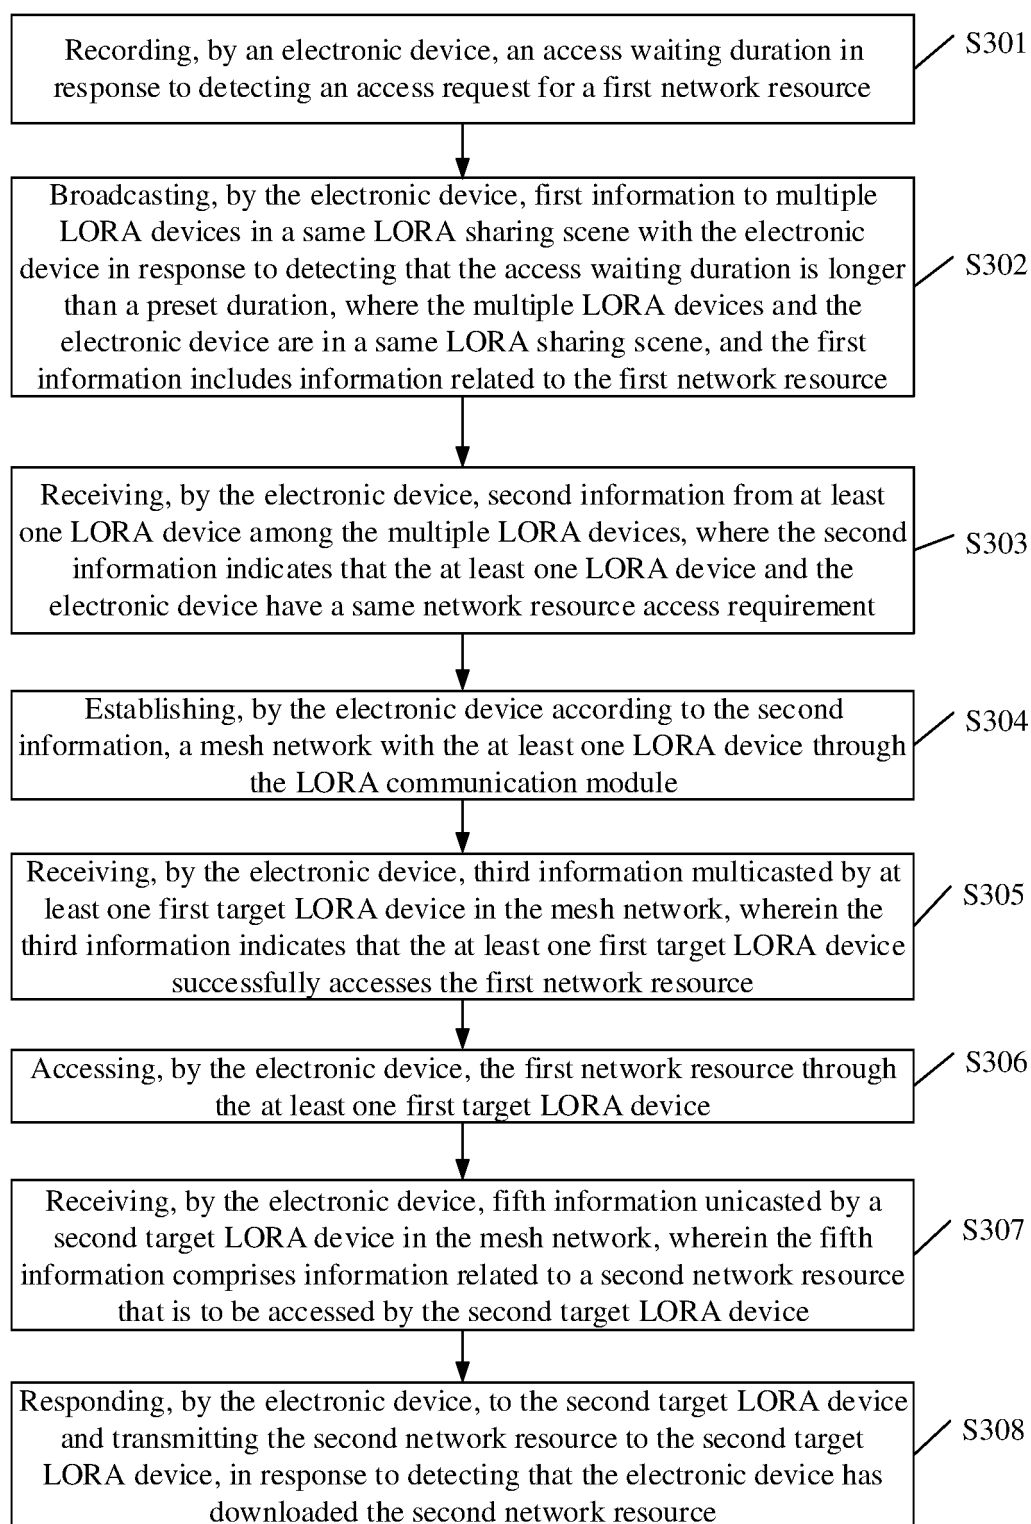 Recording, by an electronic device, an access waiting duration in
response to detecting an access request for a first network resource
S301
Broadcasting, by the electronic device, first information to multiple
LORA devices in a same LORA sharing scene with the electronic
device in response to detecting that the access waiting duration is longer
than a preset duration, where the multiple LORA devices and the
electronic device are in a same LORA sharing scene, and the first
information includes information related to the first network resource
S302
Receiving, by the electronic device, second information from at least
one LORA device among the multiple LORA devices, where the second
information indicates that the at least one LORA device and the
electronic device have a same network resource access requirement
S303
Establishing, by the electronic device according to the second
information, a mesh network with the at least one LORA device through
the LORA communication module
S304
Receiving, by the electronic device, third information multicasted by at
least one first target LORA device in the mesh network, wherein the
third information indicates that the at least one first target LORA device
successfully accesses the first network resource
S305
Accessing, by the electronic device, the first network resource through
the at least one first target LORA device
S306
Receiving, by the electronic device, fifth information unicasted by a
second target LORA device in the mesh network, wherein the fifth
information comprises information related to a second network resource
that is to be accessed by the second target LORA device
S307
Responding, by the electronic device, to the second target LORA device
and transmitting the second network resource to the second target
LORA device, in response to detecting that the electronic device has
downloaded the second network resource
S308